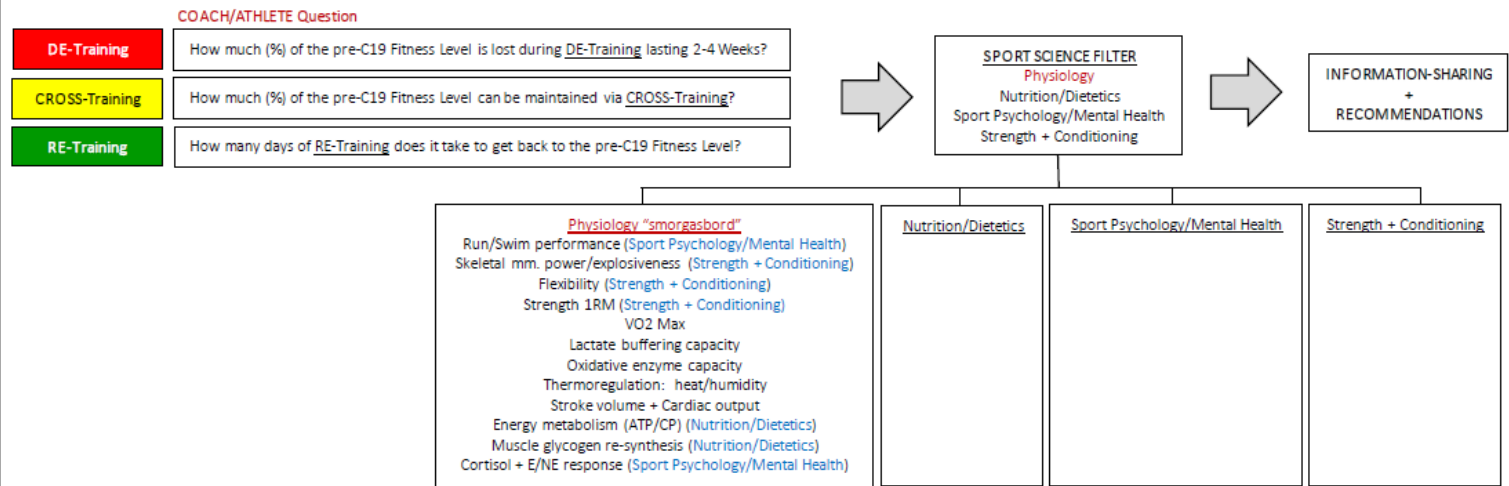 COACH/ATHLETE Question
DE-Training
How much (%) of the pre-C19 Fitness Level is lost during DE-Training lasting 2-4 Weeks?
CROSS-Training
How much (%) of the pre-C19 Fitness Level can be maintained via CROSS-Training?
RE-Training
How many days of RE-Training does it take to get back to the pre-C19 Fitness Level?
SPORT SCIENCE FILTER
Physiology
Nutrition/Dietetics
Sport Psychology/Mental Health
Strength + Conditioning
INFORMATION-SHARING
+
RECOMMENDATIONS
Physiology “smorgasbord”
Run/Swim performance (Sport Psychology/Mental Health)
Skeletal mm. power/explosiveness (Strength + Conditioning)
Flexibility (Strength + Conditioning)
Strength 1RM (Strength + Conditioning)
VO2 Max
Lactate buffering capacity
Oxidative enzyme capacity
Thermoregulation: heat/humidity
Stroke volume + Cardiac output
Energy metabolism (ATP/CP) (Nutrition/Dietetics)
Muscle glycogen re-synthesis (Nutrition/Dietetics)
Cortisol + E/NE response (Sport Psychology/Mental Health)
Nutrition/Dietetics
Sport Psychology/Mental Health
Strength + Conditioning